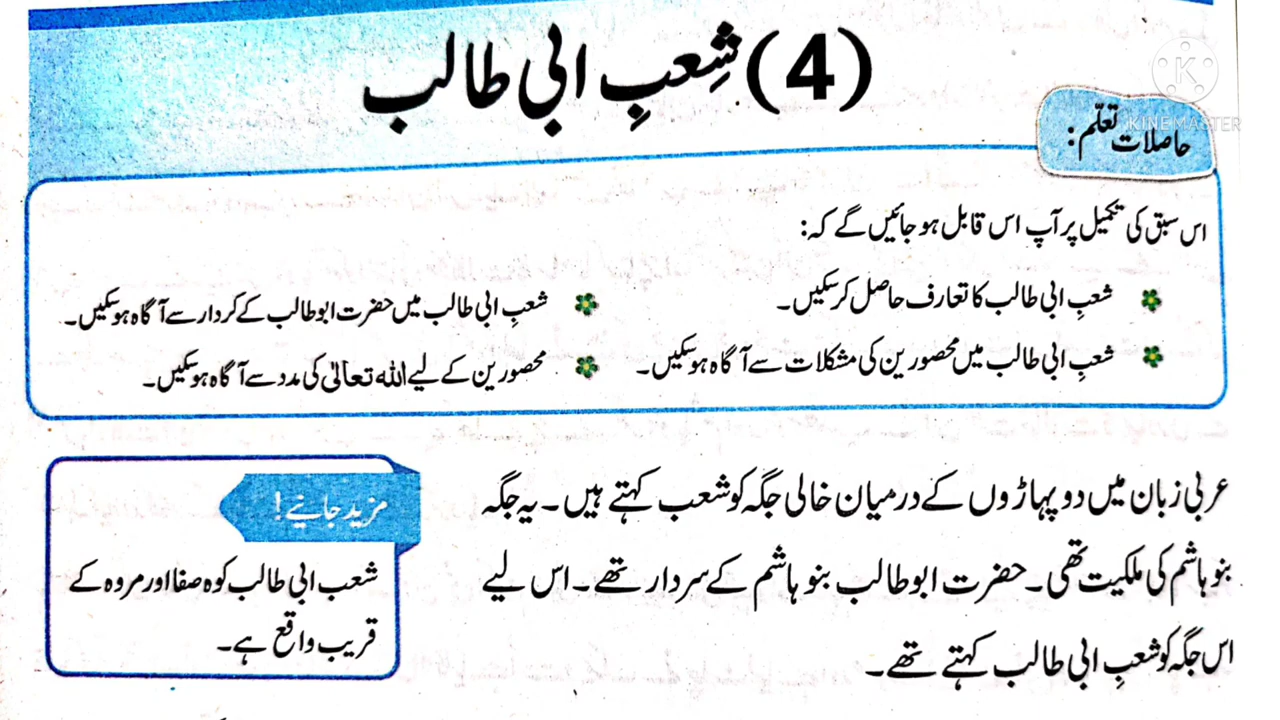 (4) شِعبِ ابی طالب
KINEMASTER
حاصلات تعلّم:
اس سبق کی تکمیل پر آپ اس قابل ہو جائیں گے کہ:
شعبِ ابی طالب کا تعارف حاصل کر سکیں۔
شعبِ ابی طالب میں حضرت ابوطالب کے کردار سے آگاہ ہو سکیں۔
شعبِ ابی طالب میں محصورین کی مشکلات سے آگاہ ہو سکیں۔
محصورین کے لیے اللہ تعالیٰ کی مدد سے آگاہ ہو سکیں۔
عربی زبان میں دو پہاڑوں کے درمیان خالی جگہ کو شعب کہتے ہیں۔ یہ جگہ
بنو ہاشم کی ملکیت تھی۔ حضرت ابوطالب بنو ہاشم کے سردار تھے۔ اس لیے
اس جگہ کو شعبِ ابی طالب کہتے تھے۔
مزید جانیے!
شعب ابی طالب کوہ صفا اور مروہ کے
قریب واقع ہے۔